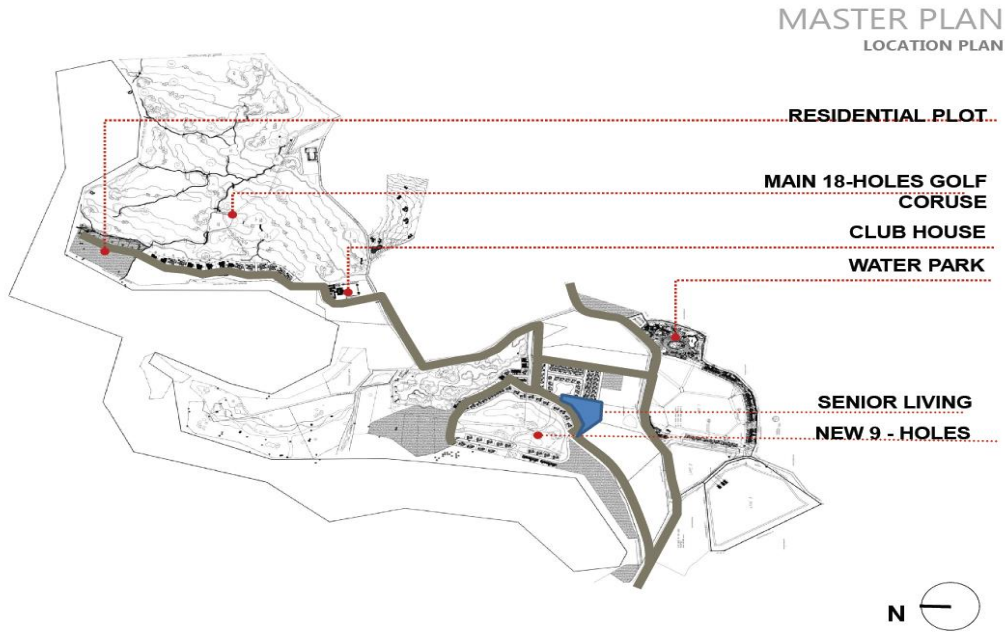 MASTER PLAN
LOCATION PLAN
RESIDENTIAL PLOT
MAIN 18-HOLES GOLF
CORUSE
CLUB HOUSE
WATER PARK
SENIOR LIVING
NEW 9 - HOLES
N